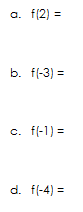 a. f(2) =
b. f(-3) =
c. f(-1) =
d. f(-4) =